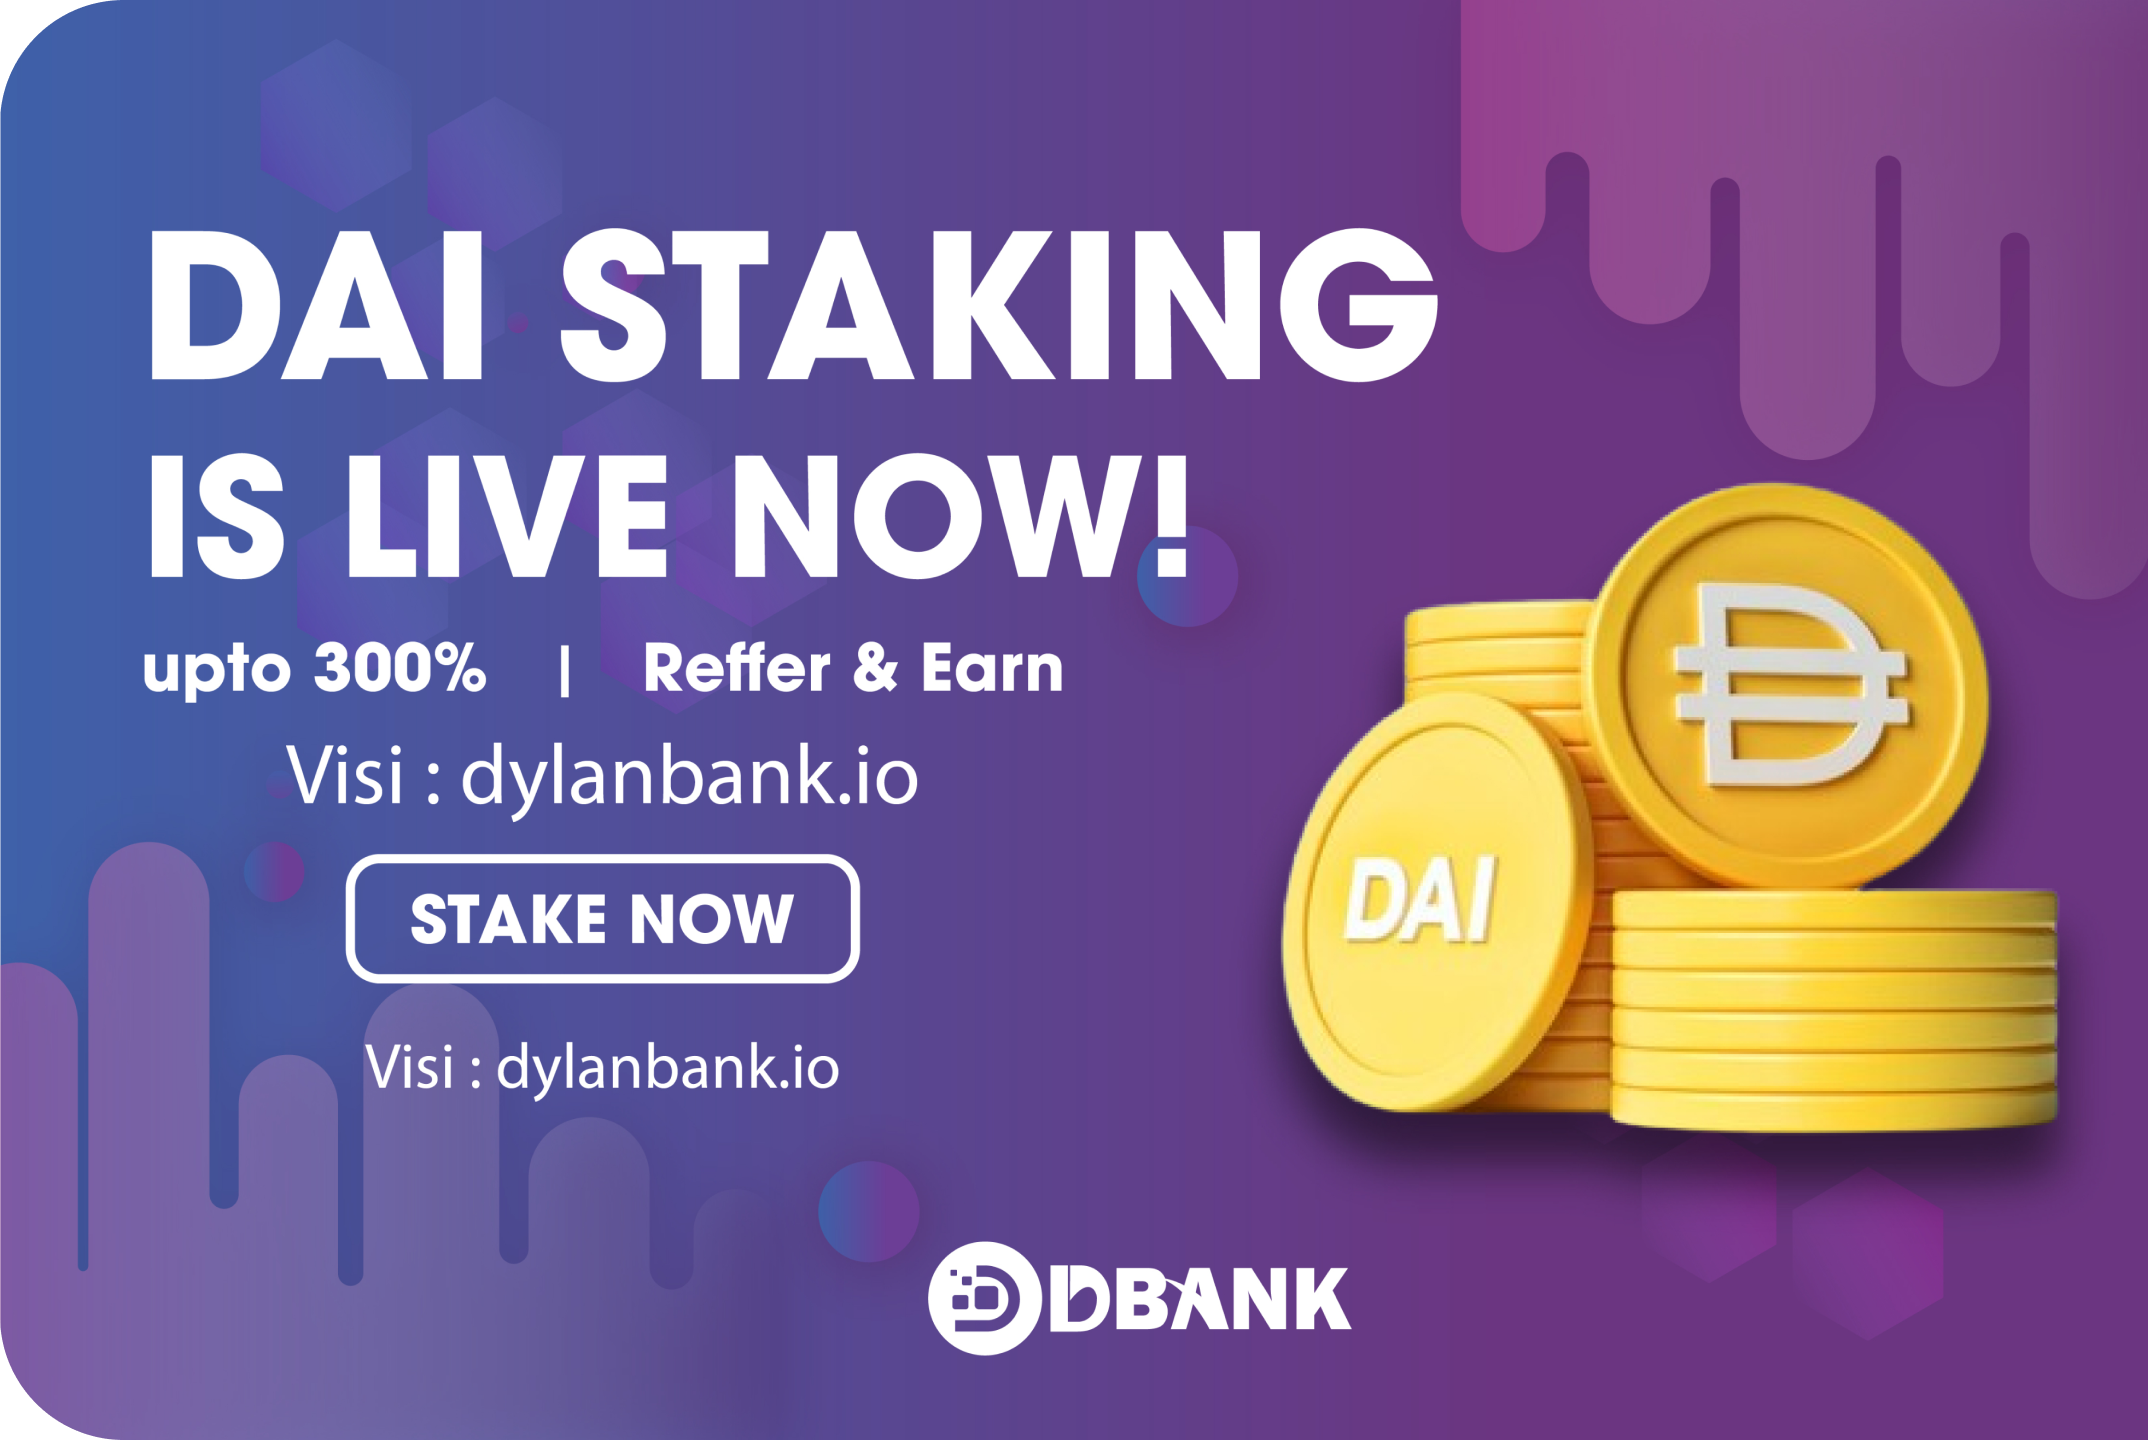 DAI STAKING
IS LIVE NOW!
upto 300% | Reffer & Earn
Visi : dylanbank.io
STAKE NOW
Visi : dylanbank.io
DAI
DBANK